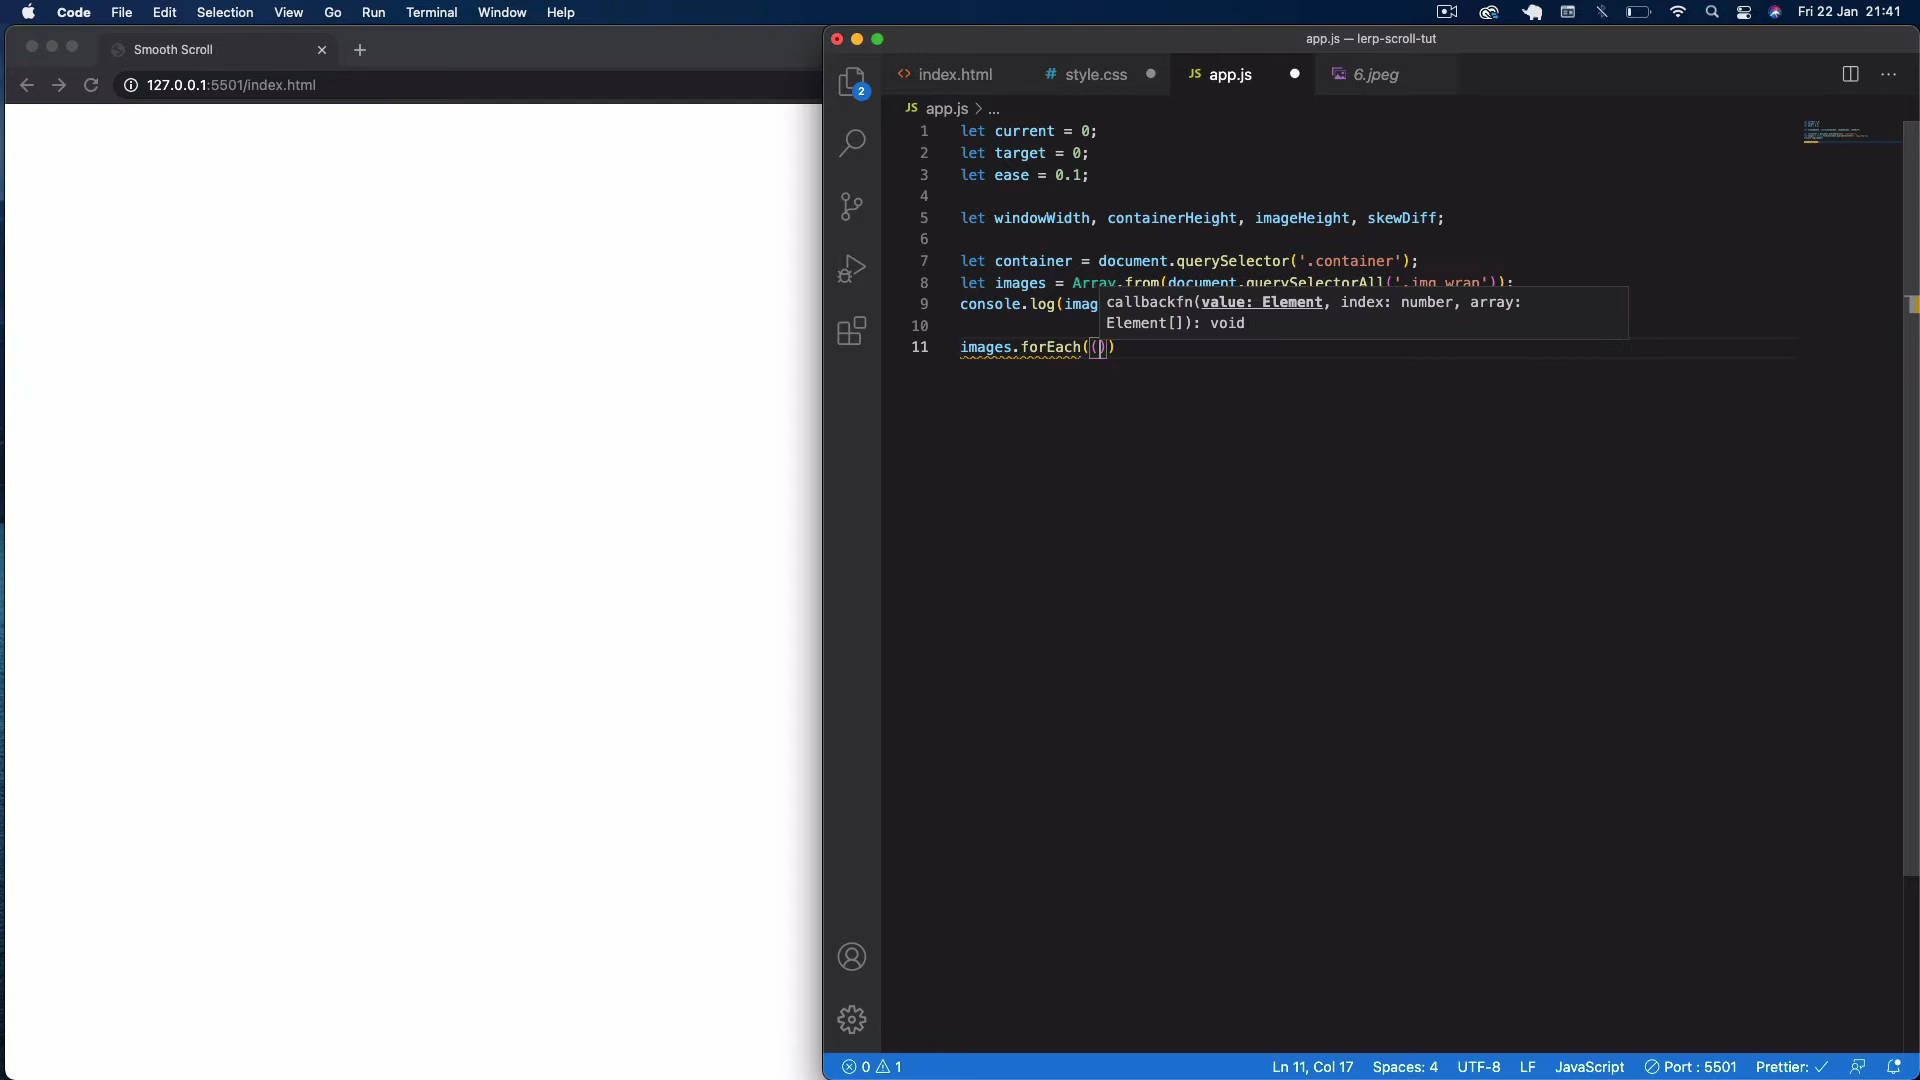 Code File Edit Selection View Go Run Terminal Window Help Fri 22 Jan 21:41
Smooth Scroll
127.0.0.1:5501/index.html
app.js — lerp-scroll-tut
2
<> index.html # style.css JS app.js 6.jpeg
JS app.js > ...
1 let current = 0;
2 let target = 0;
3 let ease = 0.1;
4
5 let windowWidth, containerHeight, imageHeight, skewDiff;
6
7 let container = document.querySelector('.container');
8 let images = Array.from(document.querySelectorAll('.img_wrap'));
9 console.log(imag
callbackfn(value: Element, index: number, array:
Element[]): void
10
11 images.forEach(())
0 1 Ln 11, Col 17 Spaces: 4 UTF-8 LF JavaScript Port : 5501 Prettier: ✓